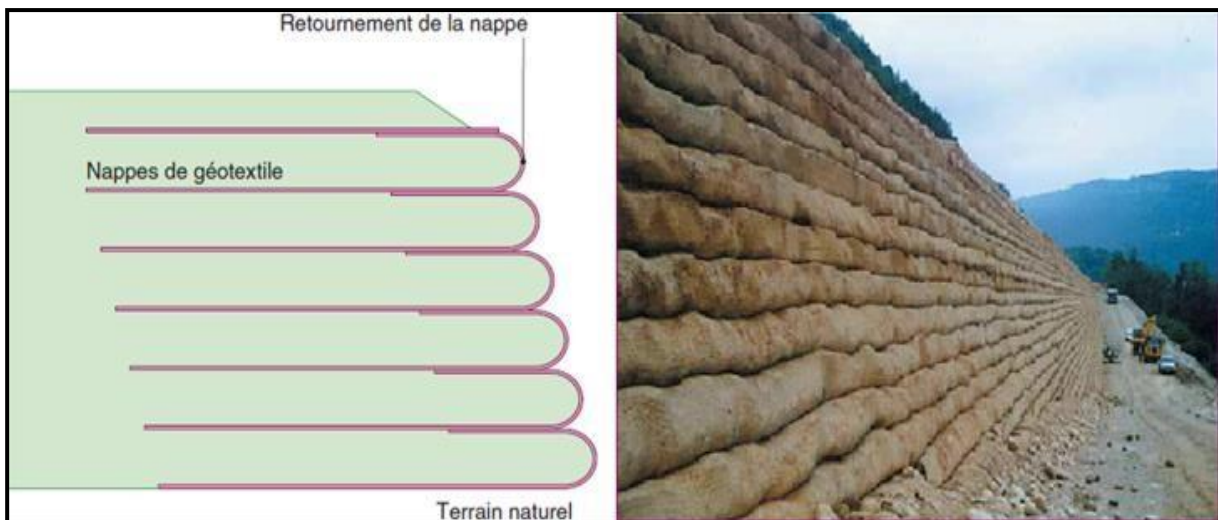 Retournement de la nappe
Nappes de géotextile
Terrain naturel